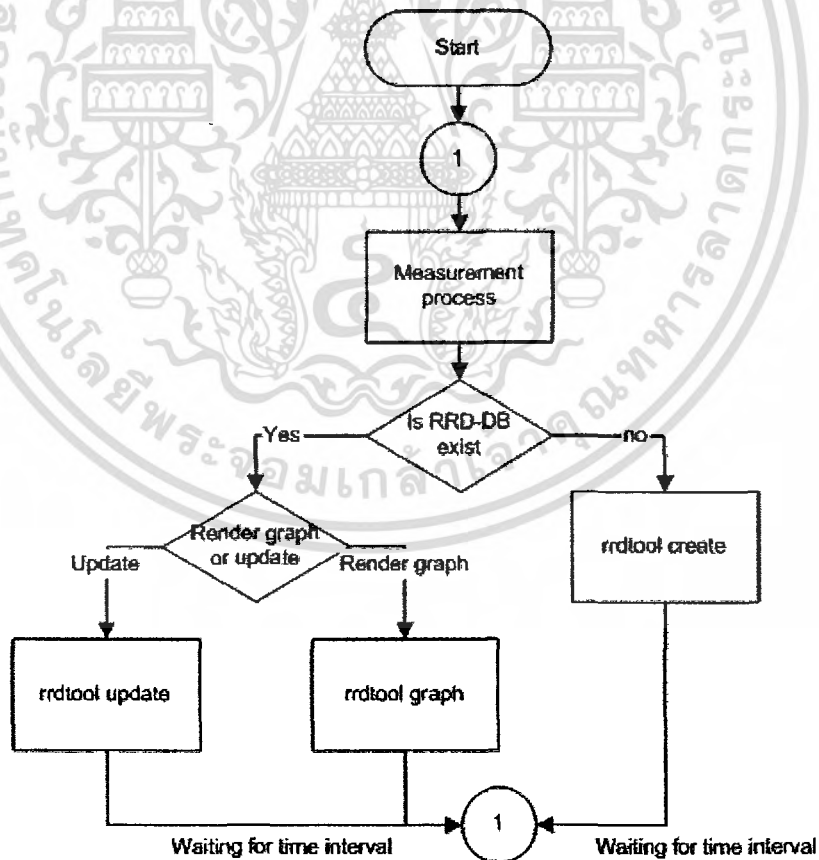 Start
1
Measurement
process
Is RRD-DB
exist
Yes
no
Render graph
or update
Update
Render graph
rrdtool create
rrdtool update
rrdtool graph
1
Waiting for time interval
Waiting for time interval